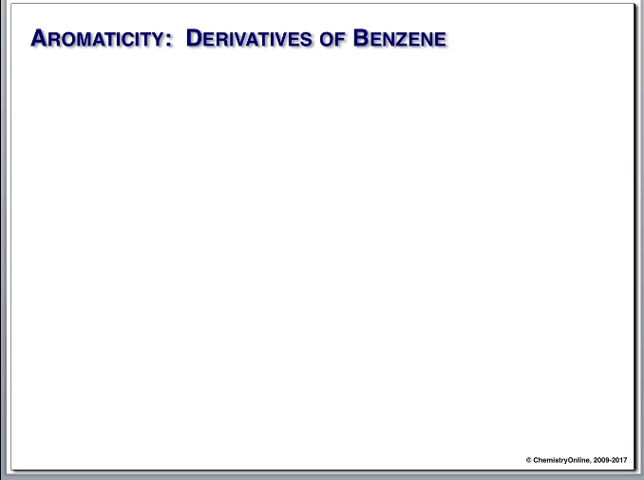 AROMATICITY: DERIVATIVES OF BENZENE
© ChemistryOnline, 2009-2017